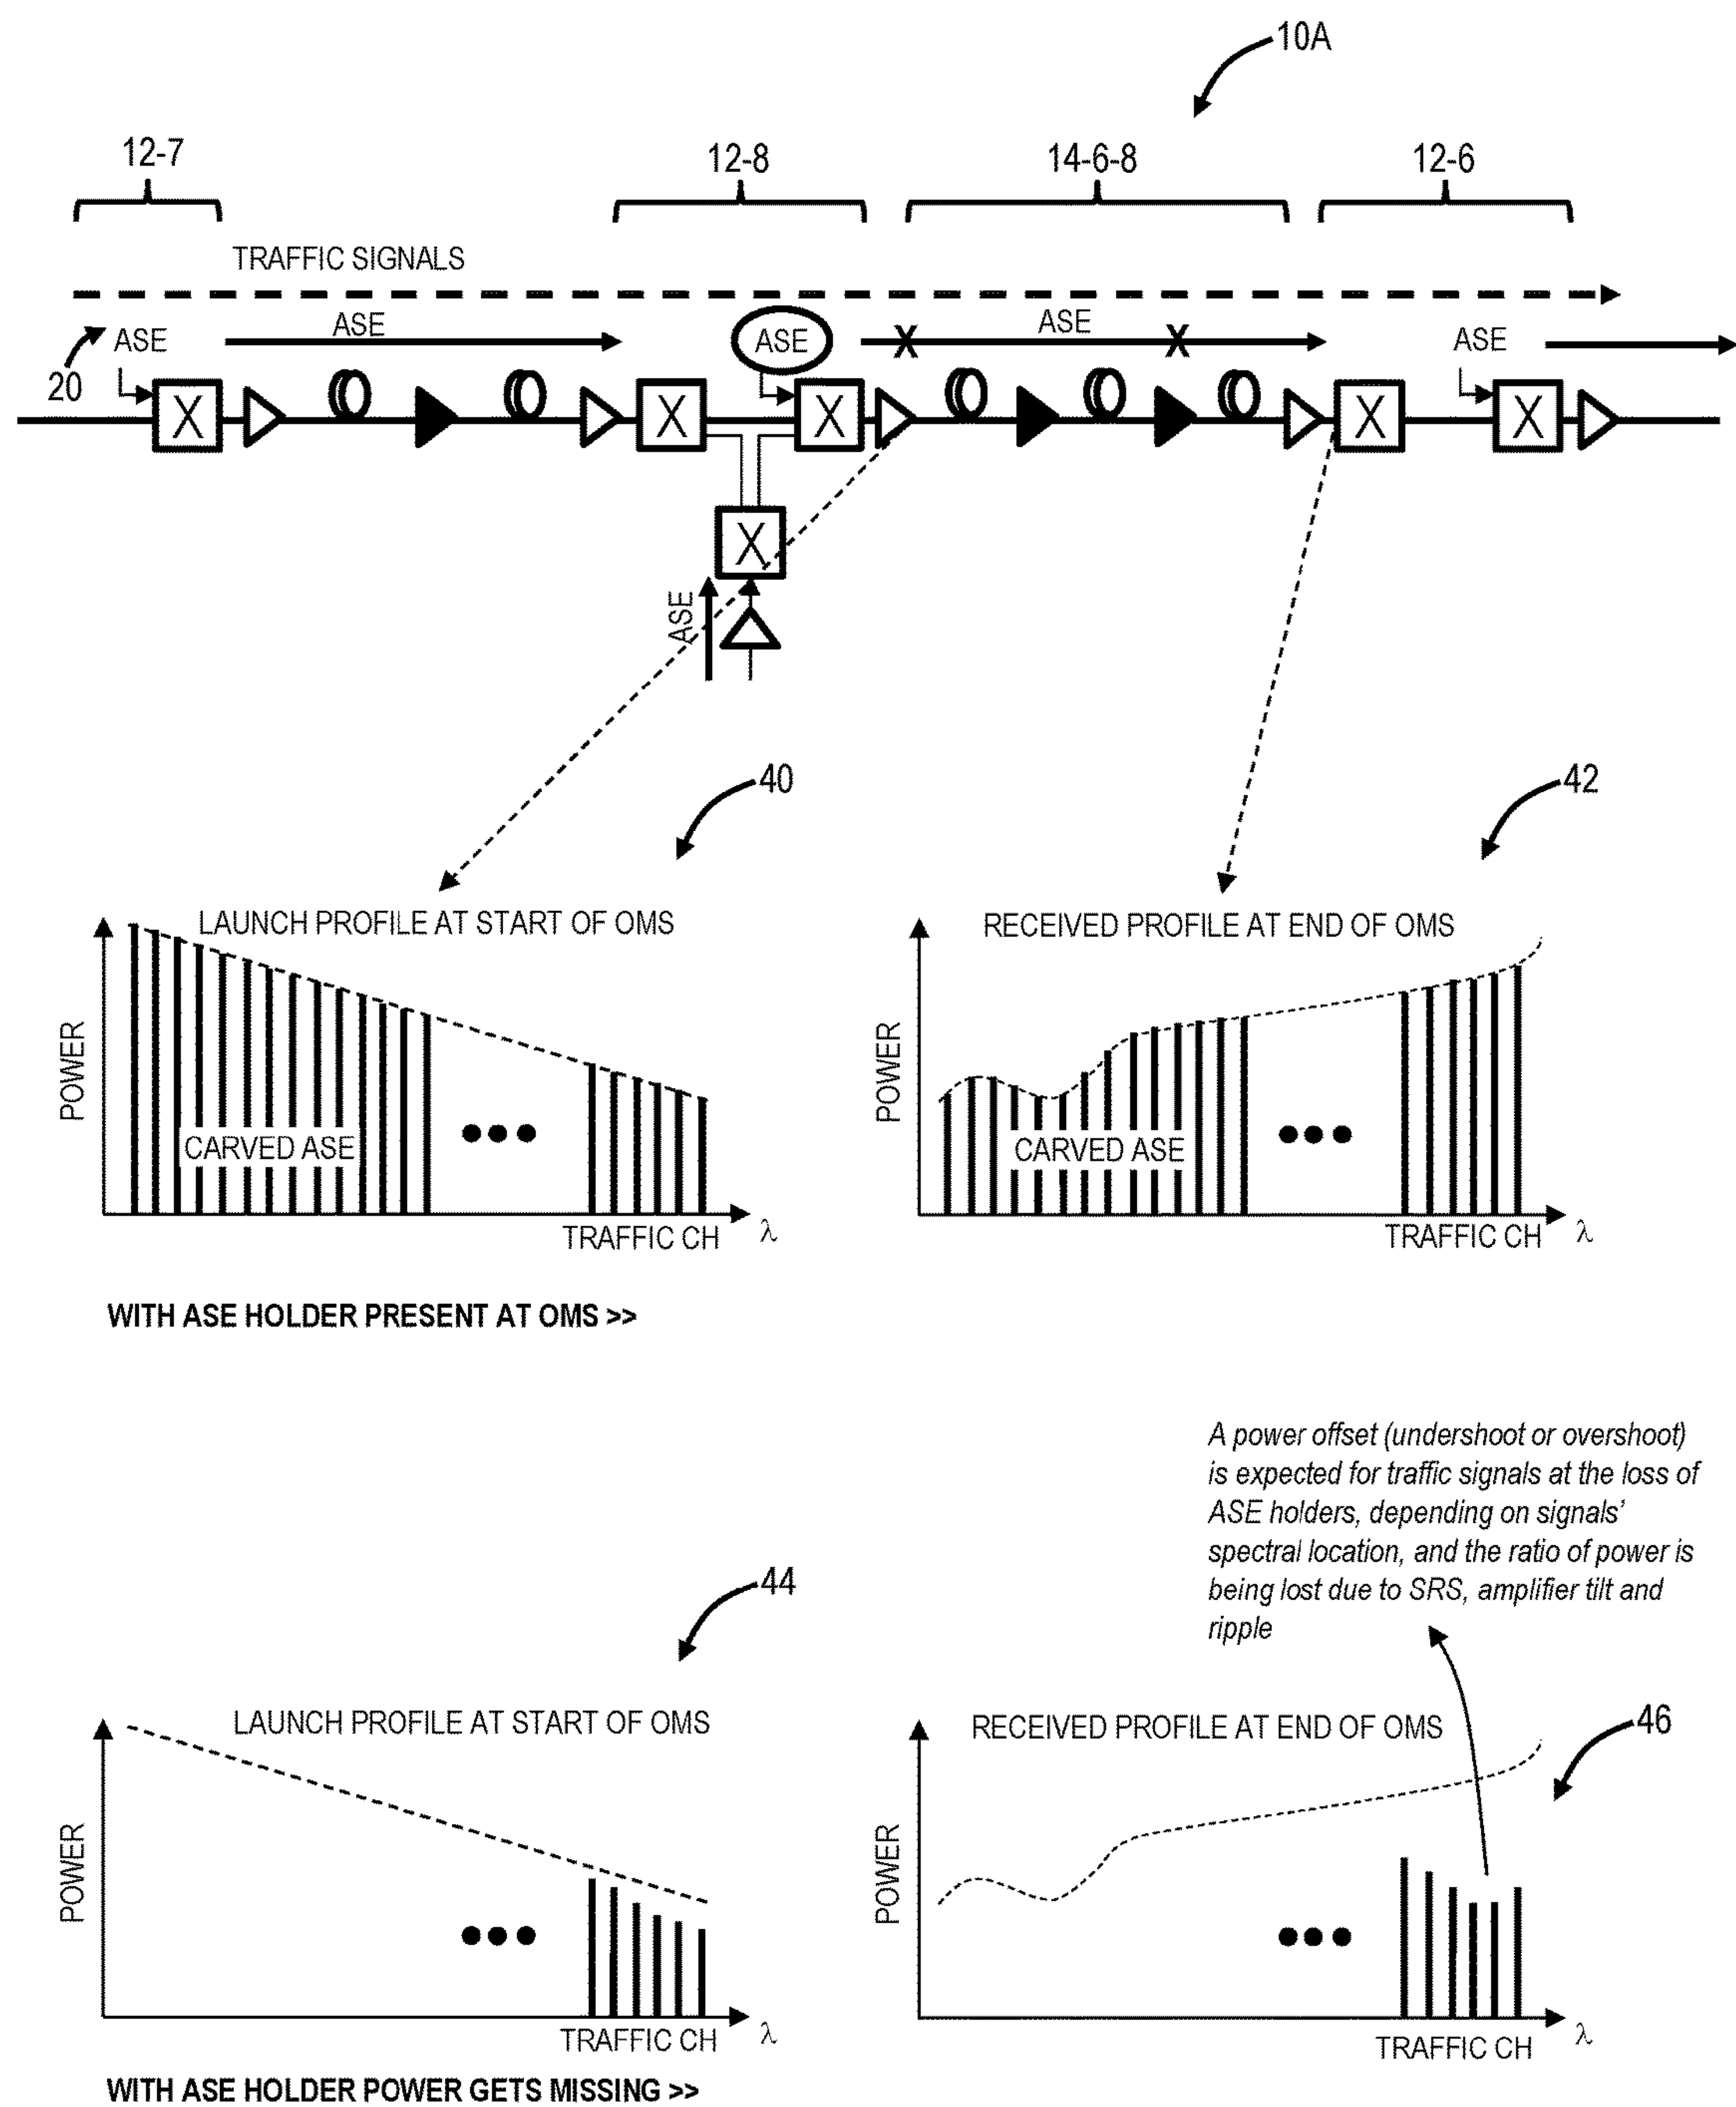 10A
12-7
12-8
14-6-8
12-6
TRAFFIC SIGNALS
ASE
ASE
ASE
ASE
ASE
20
X
X
X
X
X
X
X
X
ASE
40
42
LAUNCH PROFILE AT START OF OMS
POWER
CARVED ASE
TRAFFIC CH
λ
RECEIVED PROFILE AT END OF OMS
POWER
CARVED ASE
TRAFFIC CH
λ
WITH ASE HOLDER PRESENT AT OMS >>
A power offset (undershoot or overshoot)
is expected for traffic signals at the loss of
ASE holders, depending on signals'
spectral location, and the ratio of power is
being lost due to SRS, amplifier tilt and
ripple
44
46
LAUNCH PROFILE AT START OF OMS
POWER
TRAFFIC CH
λ
RECEIVED PROFILE AT END OF OMS
POWER
TRAFFIC CH
λ
WITH ASE HOLDER POWER GETS MISSING >>